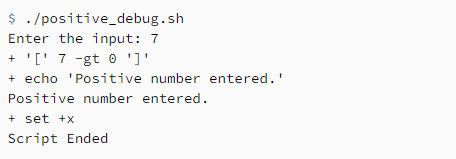 $ ./positive_debug.sh
Enter the input: 7
+ '[' 7 -gt 0 ']'
+ echo 'Positive number entered.'
Positive number entered.
+ set +x
Script Ended